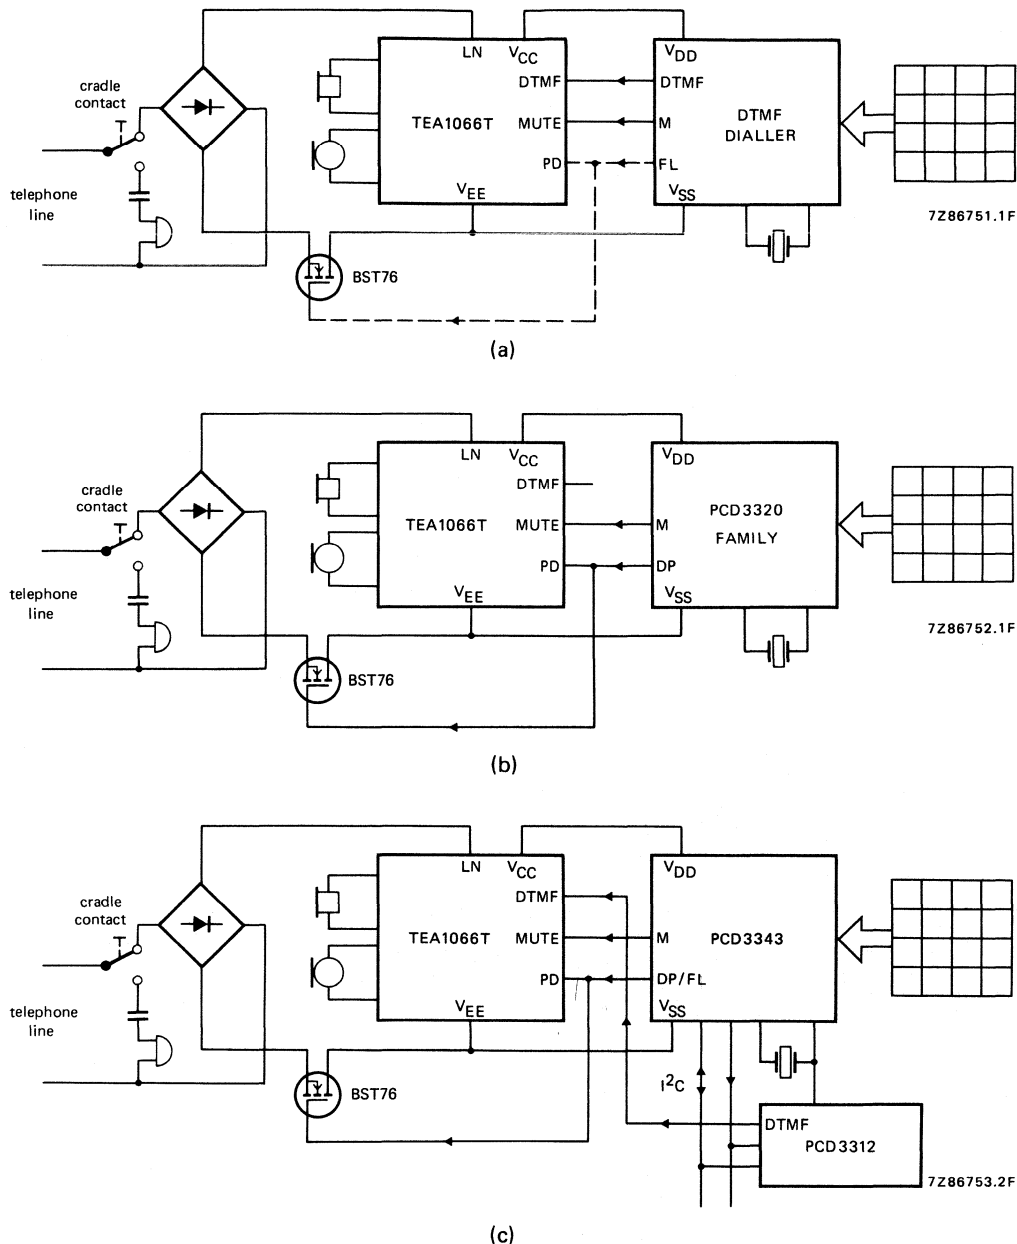 LN
VCC
VDD
cradle
contact
DTMF
DTMF
TEA1066T
MUTE
M
DTMF
DIALLER
PD
FL
telephone
line
VEE
VSS
7Z86751.1F
BST76
(a)
LN
VCC
VDD
cradle
contact
DTMF
TEA1066T
MUTE
M
PCD3320
FAMILY
PD
DP
telephone
line
VEE
VSS
7Z86752.1F
BST76
(b)
LN
VCC
VDD
cradle
contact
DTMF
TEA1066T
MUTE
M
PCD3343
PD
DP/FL
telephone
line
VEE
VSS
I²C
BST76
DTMF
PCD3312
7Z86753.2F
(c)